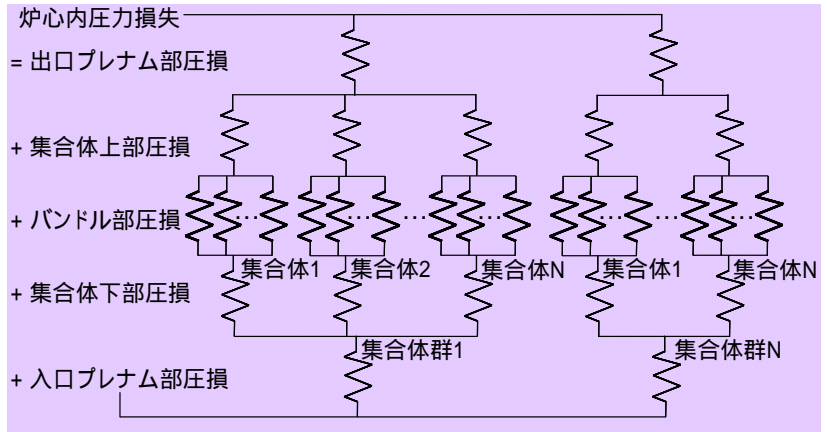 炉心内圧力損失
= 出口プレナム部圧損
+ 集合体上部圧損
+ バンドル部圧損
... ... ... ... ... ... ...
集合体1 集合体2 集合体N 集合体1 集合体N
+ 集合体下部圧損
集合体群1 集合体群N
+ 入口プレナム部圧損